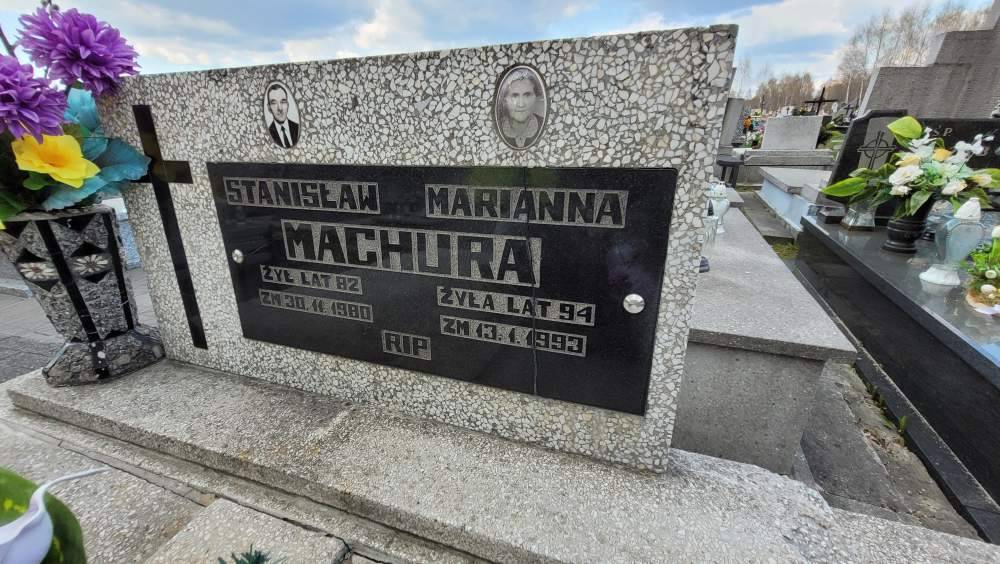 STANISŁAW MARIANNA
MACHURA
ŻYŁ LAT 82 ŻYŁA LAT 94
ZM 30.11.1980 ZM 13.1.1993
RIP